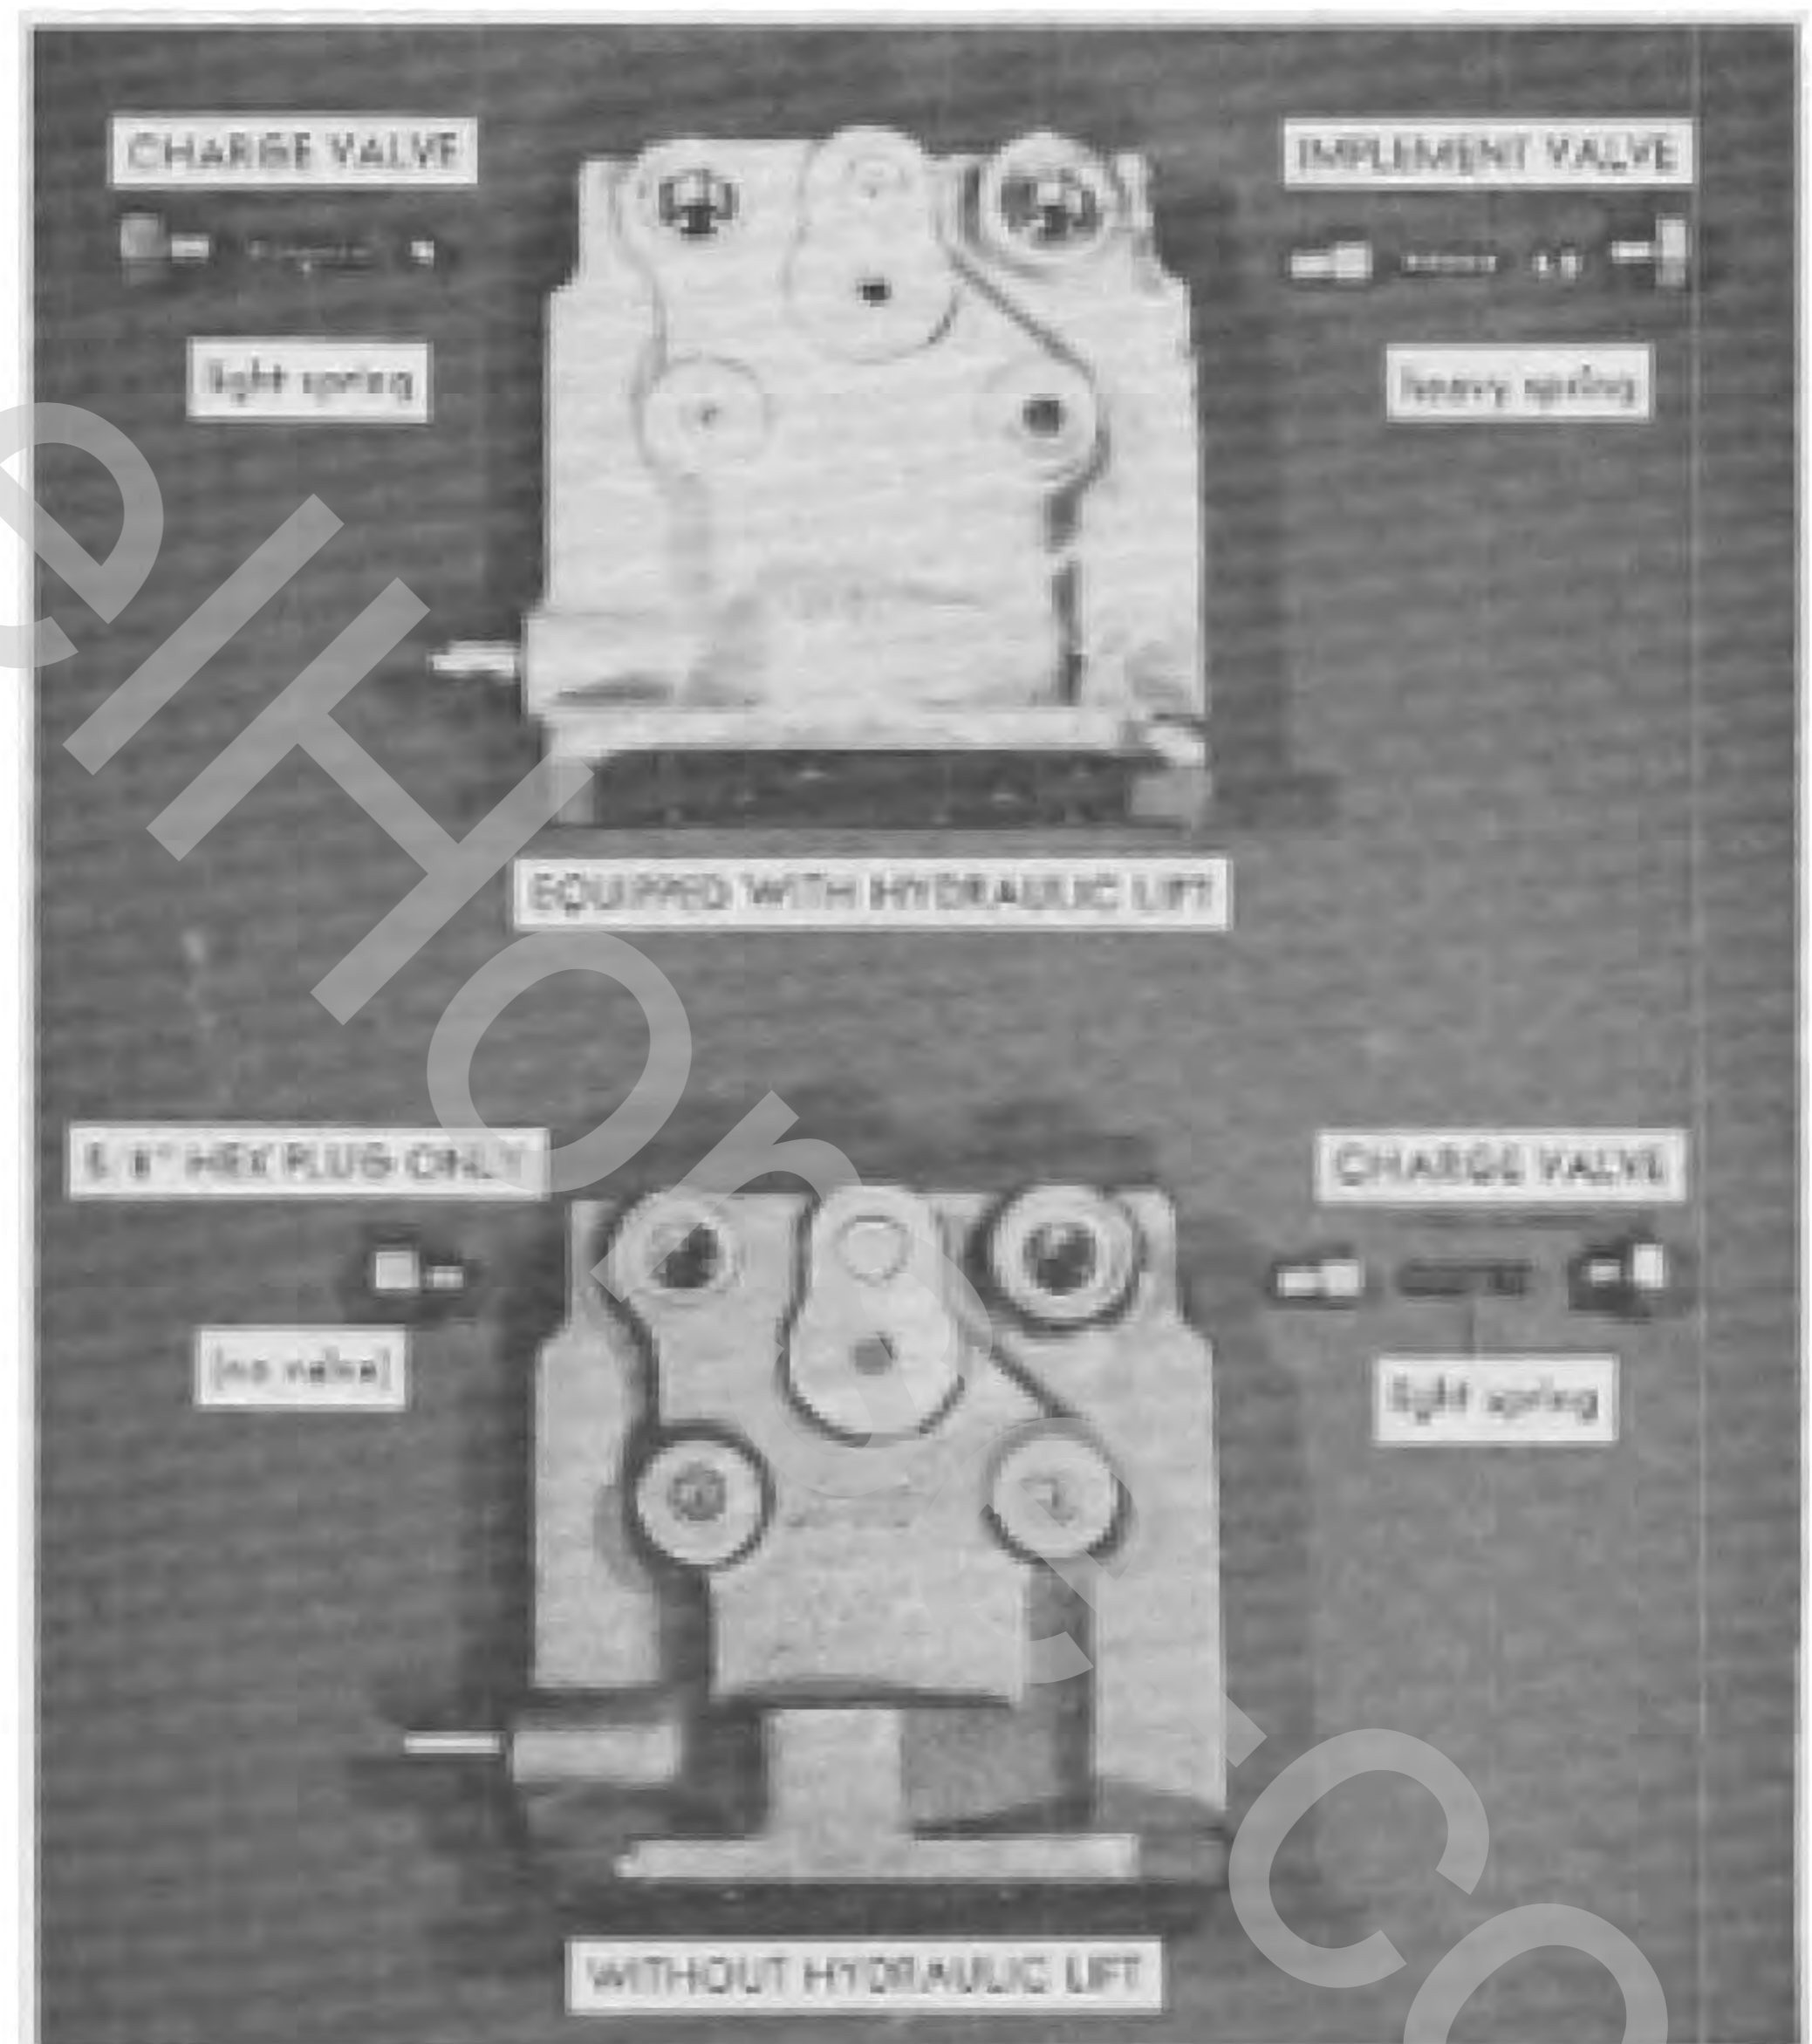 CHARGE VALVE
IMPLEMENT VALVE
light spring
heavy spring
EQUIPPED WITH HYDRAULIC LIFT
HEX PLUG ONLY
CHARGE VALVE
(no valve)
light spring
WITHOUT HYDRAULIC LIFT